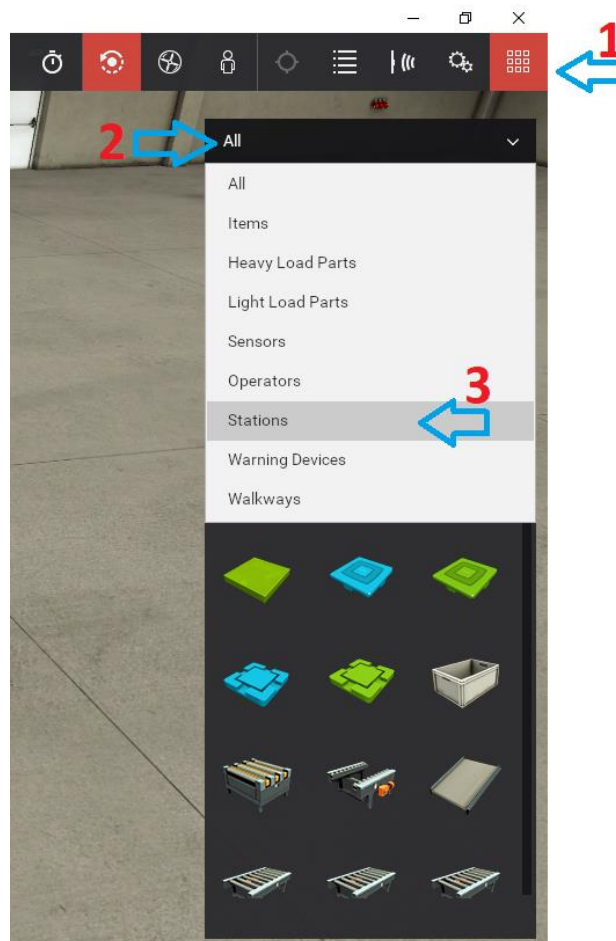 1
2
All
All
Items
Heavy Load Parts
Light Load Parts
Sensors
Operators
3
Stations
Warning Devices
Walkways